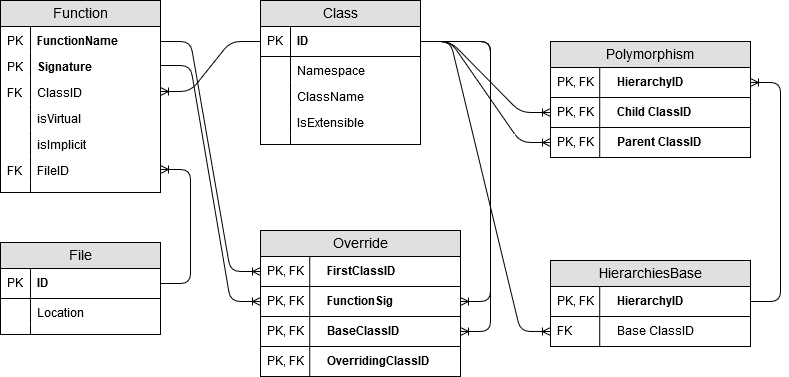 Function
PK FunctionName
PK Signature
FK ClassID
isVirtual
isImplicit
FK FileID
Class
PK ID
Namespace
ClassName
IsExtensible
Polymorphism
PK, FK HierarchyID
PK, FK Child ClassID
PK, FK Parent ClassID
File
PK ID
Location
Override
PK, FK FirstClassID
PK, FK FunctionSig
PK, FK BaseClassID
PK, FK OverridingClassID
HierarchiesBase
PK, FK HierarchyID
FK Base ClassID